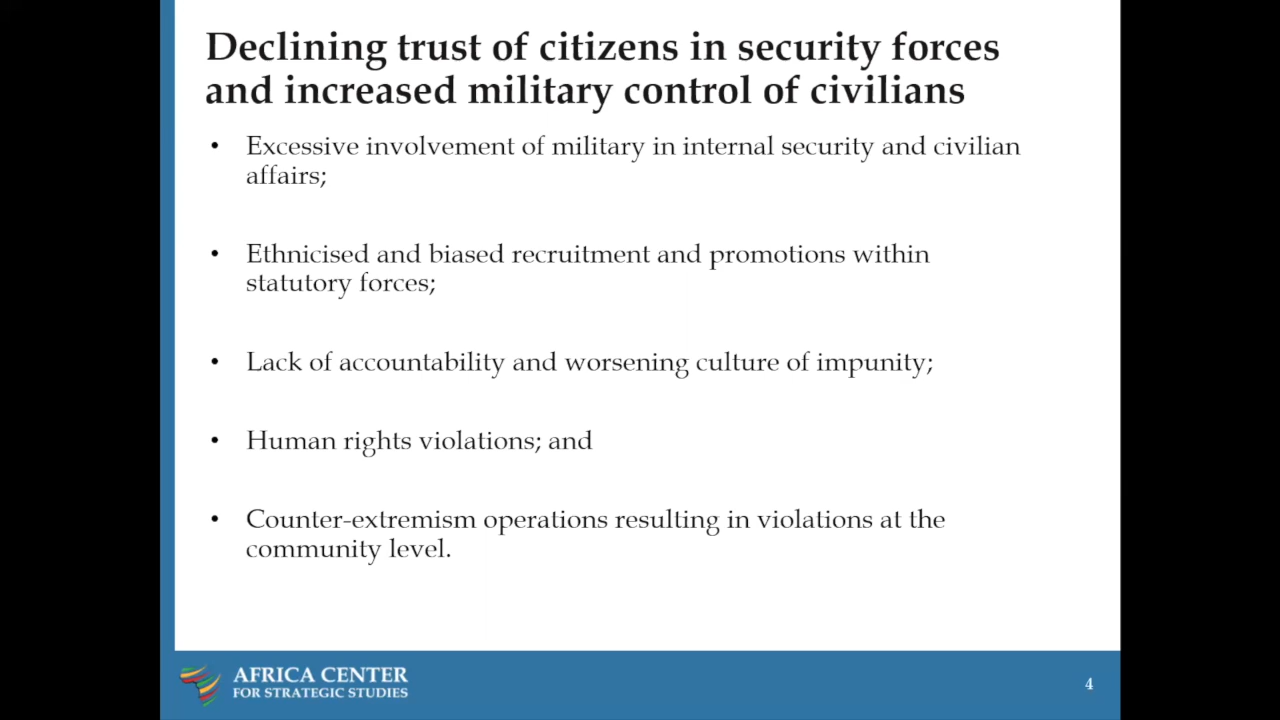 Declining trust of citizens in security forces
and increased military control of civilians
• Excessive involvement of military in internal security and civilian
affairs;
• Ethnicised and biased recruitment and promotions within
statutory forces;
• Lack of accountability and worsening culture of impunity;
• Human rights violations; and
• Counter-extremism operations resulting in violations at the
community level.
AFRICA CENTER
FOR STRATEGIC STUDIES
4